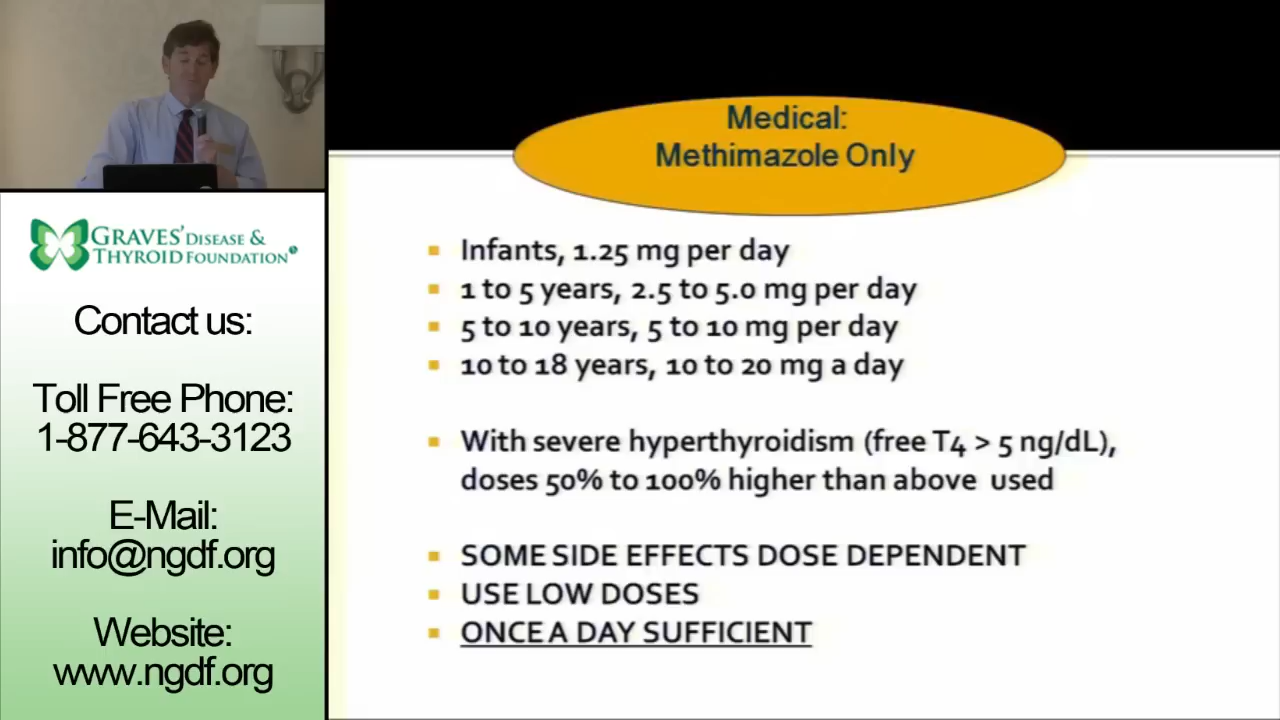 GRAVES' DISEASE &
THYROID FOUNDATION
Contact us:
Toll Free Phone:
1-877-643-3123
E-Mail:
info@ngdf.org
Website:
www.ngdf.org
Medical:
Methimazole Only
Infants, 1.25 mg per day
1 to 5 years, 2.5 to 5.0 mg per day
5 to 10 years, 5 to 10 mg per day
10 to 18 years, 10 to 20 mg a day
With severe hyperthyroidism (free T4 > 5 ng/dL),
doses 50% to 100% higher than above used
SOME SIDE EFFECTS DOSE DEPENDENT
USE LOW DOSES
ONCE A DAY SUFFICIENT